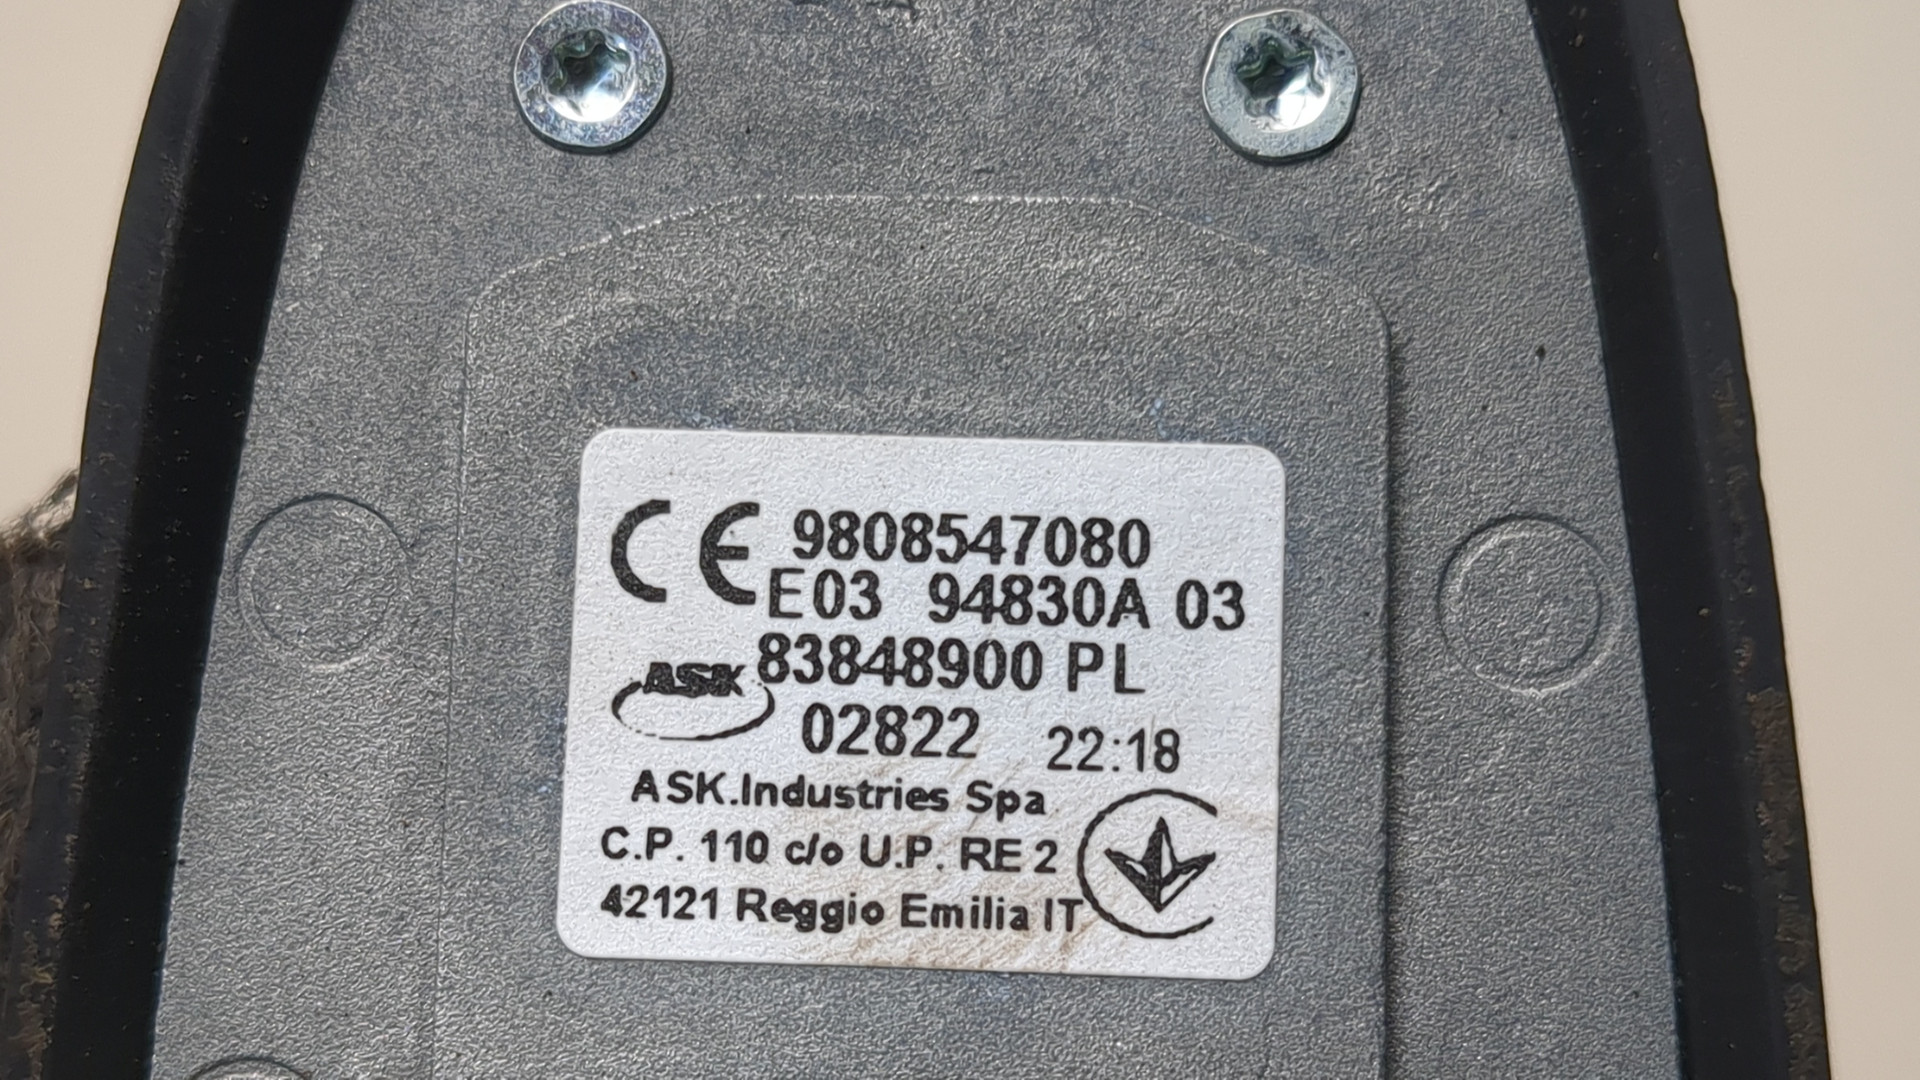 CE 9808547080
E03 94830A 03
ASK 83848900 PL
02822 22:18
ASK.Industries Spa
C.P. 110 c/o U.P. RE 2
42121 Reggio Emilia IT